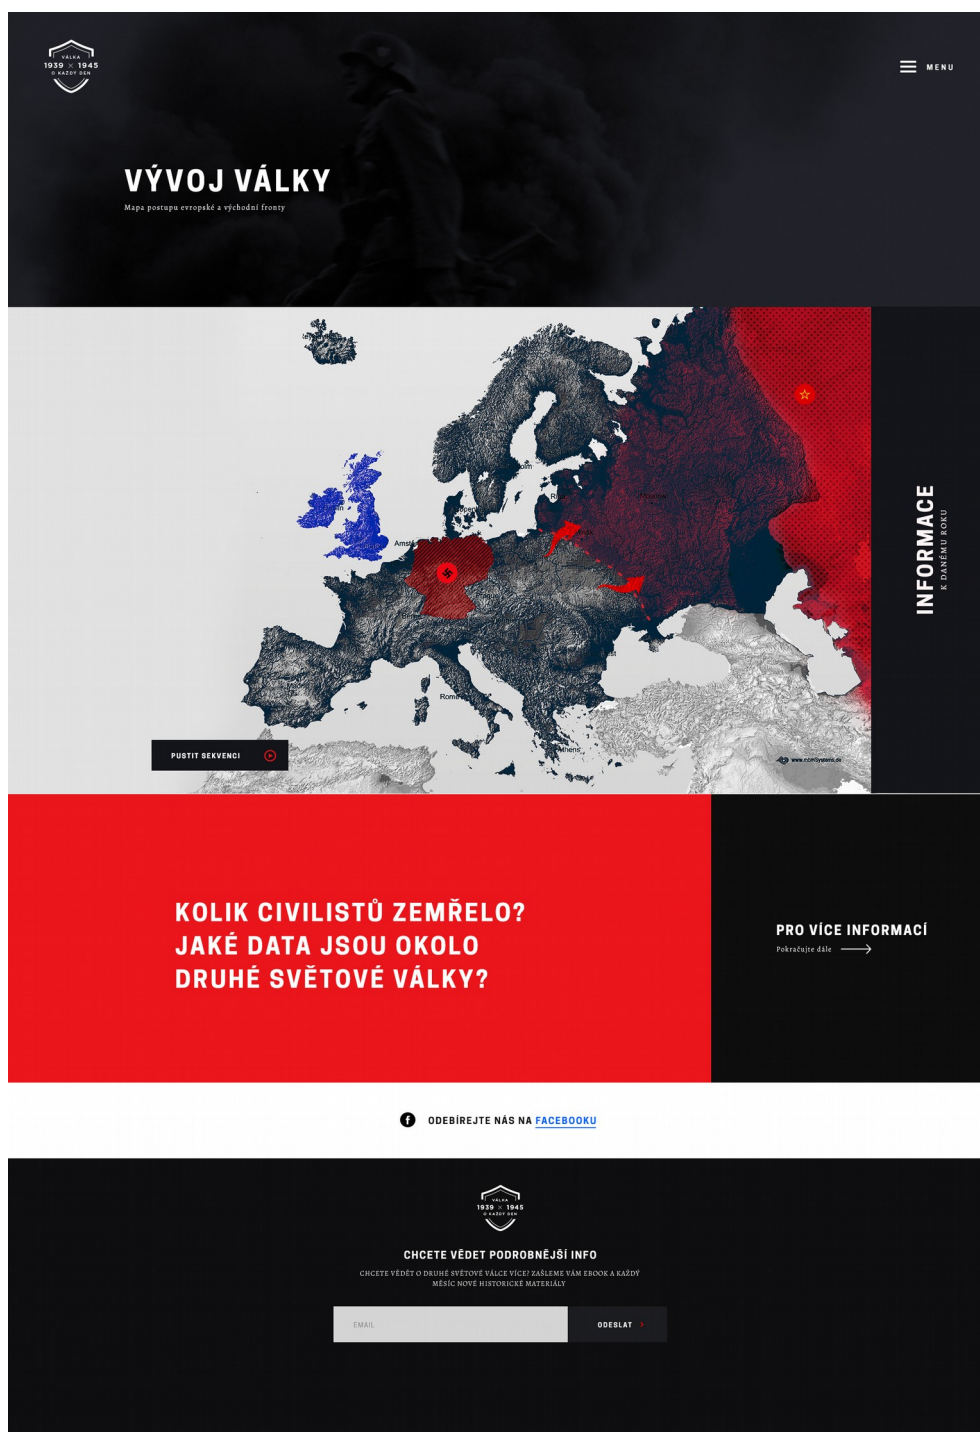 VÁLKA
1939 × 1945
O KAŽDÝ DEN
MENU
VÝVOJ VÁLKY
Mapa postupu evropské a východní fronty
Amst
Rome
INFORMACE
K DANÉMU ROKU
PUSTIT SEKVENCI
KOLIK CIVILISTŮ ZEMŘELO?
JAKÉ DATA JSOU OKOLO
DRUHÉ SVĚTOVÉ VÁLKY?
PRO VÍCE INFORMACÍ
Pokračujte dále
ODEBÍREJTE NÁS NA FACEBOOKU
VÁLKA
1939 × 1945
O KAŽDÝ DEN
CHCETE VĚDET PODROBNĚJŠÍ INFO
CHCETE VĚDĚT O DRUHÉ SVĚTOVÉ VÁLCE VÍCE? ZAŠLEME VÁM EBOOK A KAŽDÝ
MĚSÍC NOVÉ HISTORICKÉ MATERIÁLY
EMAIL
ODESLAT